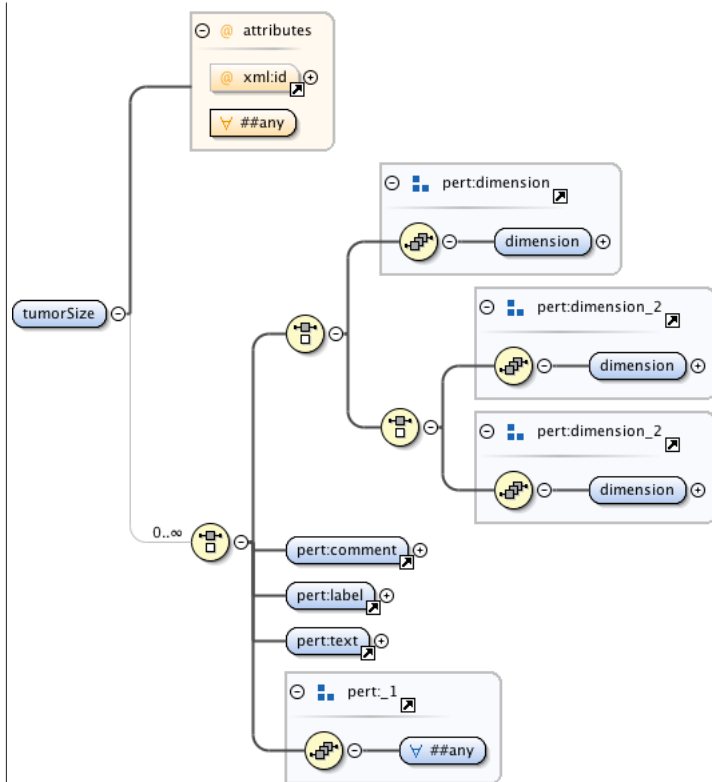 @ attributes
@ xml:id
∀ ##any
pert:dimension
dimension
tumorSize
pert:dimension_2
dimension
pert:dimension_2
dimension
0..∞
pert:comment
pert:label
pert:text
pert:_1
∀ ##any